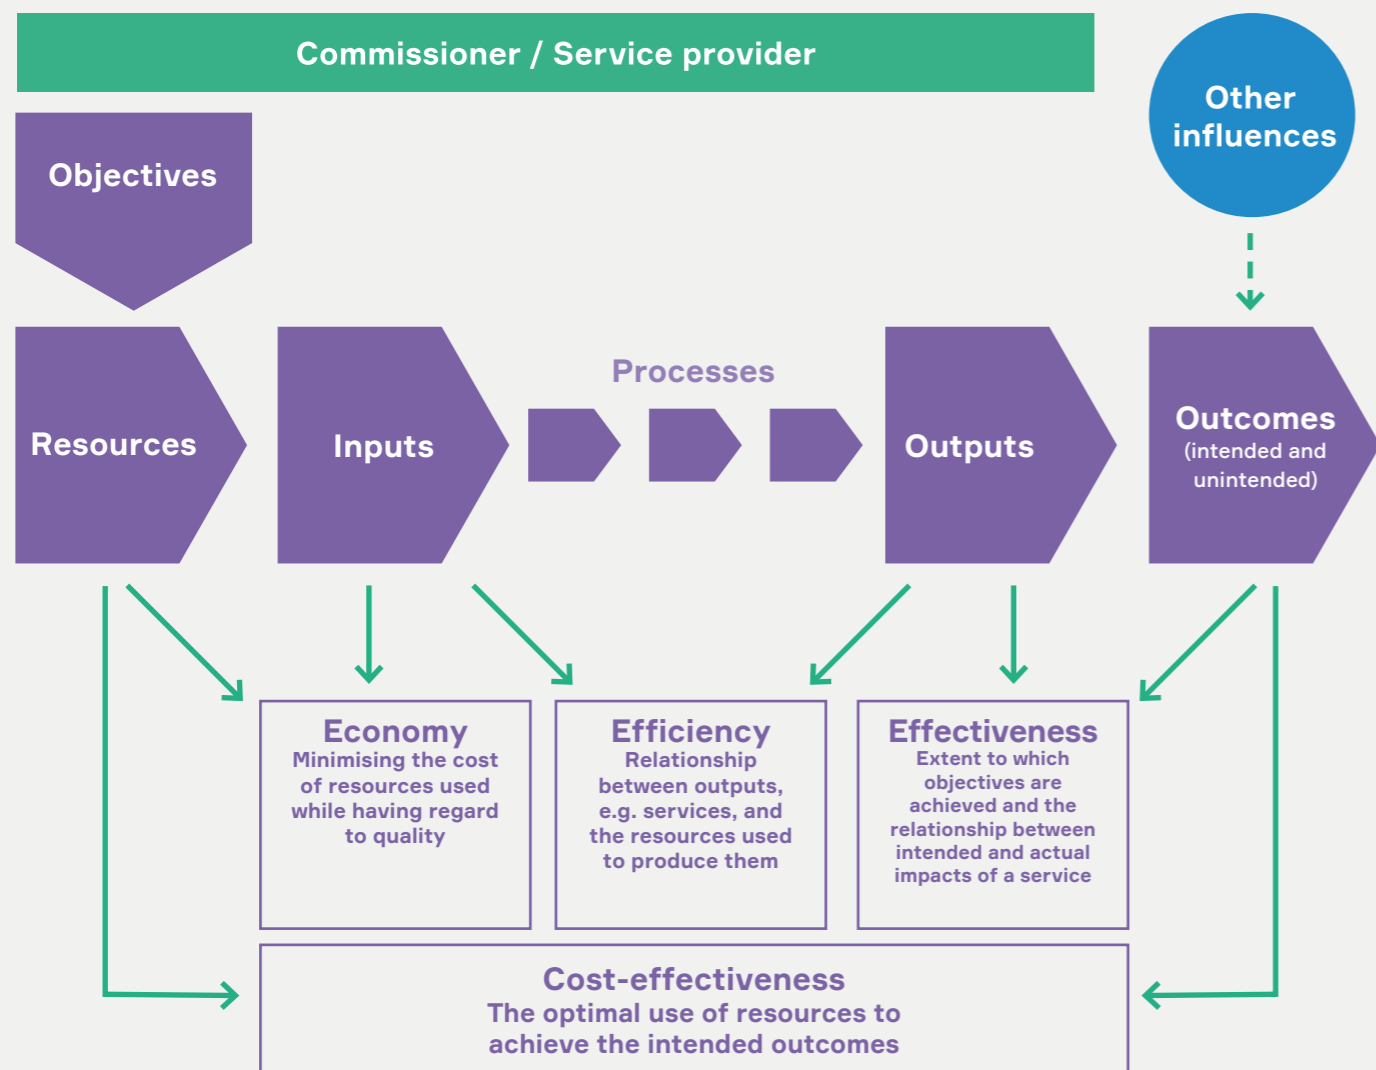 Commissioner / Service provider
Other
influences
Objectives
Resources
Inputs
Processes
Outputs
Outcomes
(intended and
unintended)
Economy
Minimising the cost
of resources used
while having regard
to quality
Efficiency
Relationship
between outputs,
e.g. services, and
the resources used
to produce them
Effectiveness
Extent to which
objectives are
achieved and the
relationship between
intended and actual
impacts of a service
Cost-effectiveness
The optimal use of resources to
achieve the intended outcomes